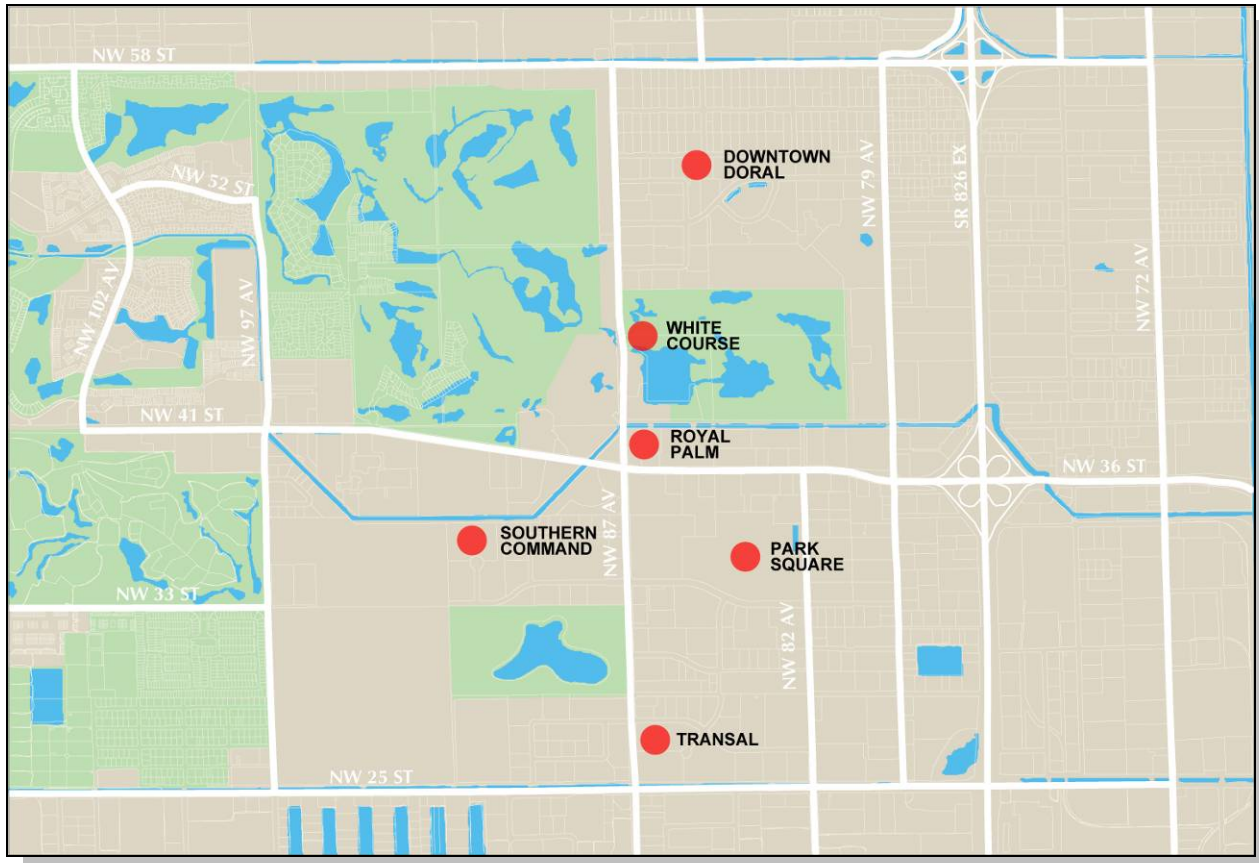 NW 58 ST
DOWNTOWN
DORAL
NW 52 ST
NW 79 AV
SR 826 EX
NW 102 AV
NW 97 AV
NW 72 AV
WHITE
COURSE
NW 41 ST
ROYAL
PALM
NW 36 ST
SOUTHERN
COMMAND
NW 87 AV
PARK
SQUARE
NW 33 ST
NW 82 AV
TRANSAL
NW 25 ST